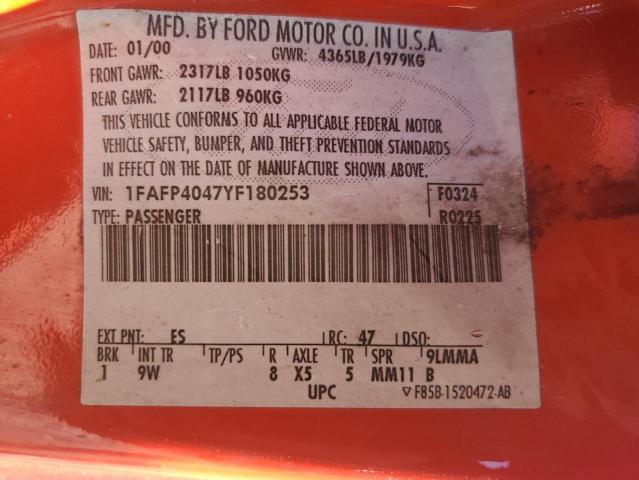 MFD. BY FORD MOTOR CO. IN U.S.A.
DATE: 01/00 GVWR: 4365LB/1979KG
FRONT GAWR: 2317LB 1050KG
REAR GAWR: 2117LB 960KG
THIS VEHICLE CONFORMS TO ALL APPLICABLE FEDERAL MOTOR
VEHICLE SAFETY, BUMPER, AND THEFT PREVENTION STANDARDS
IN EFFECT ON THE DATE OF MANUFACTURE SHOWN ABOVE.
VIN: 1FAFP4047YF180253 F0324
TYPE: PASSENGER R0225
EXT PNT: ES RC: 47 DSO:
BRK INT TR TP/PS R AXLE TR SPR 9LMMA
1 9W 8 X5 5 MM11 B
UPC ▽F85B-1520472-AB